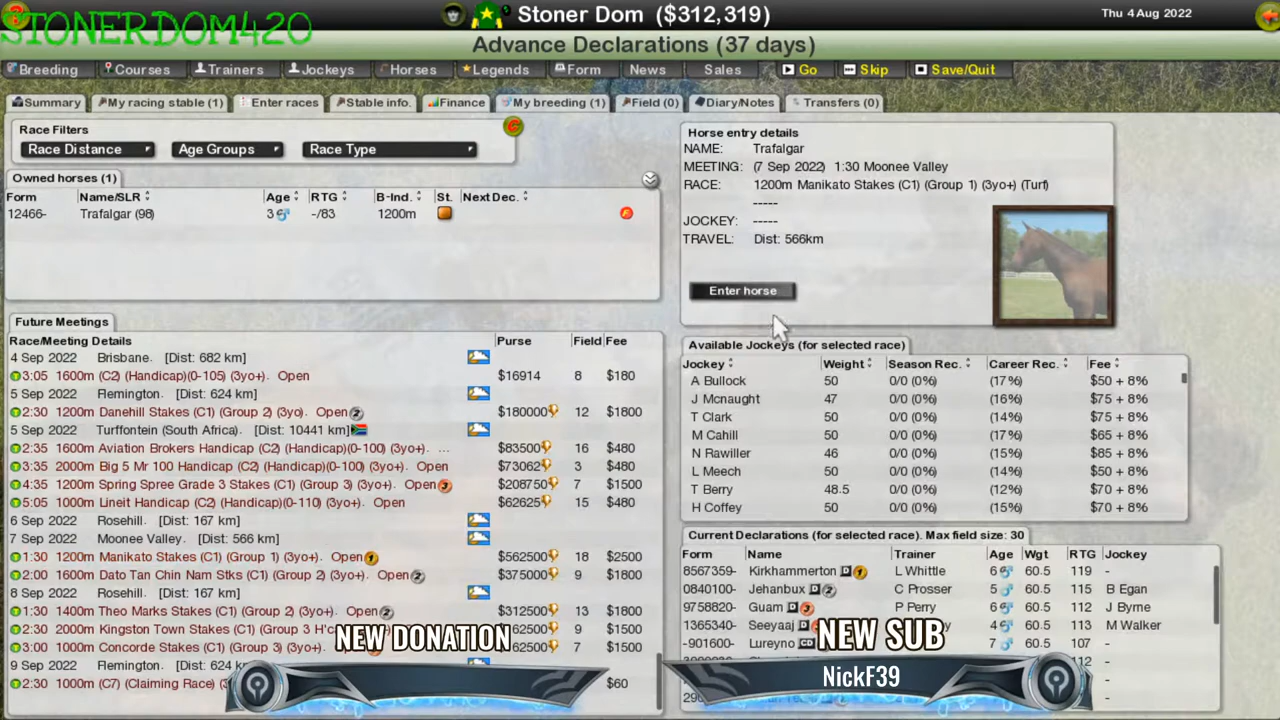 STONERDOM420
Stoner Dom ($312,319)
Thu 4 Aug 2022
Advance Declarations (37 days)
Breeding Courses Trainers Jockeys Horses Legends Form News Sales Go Skip Save/Quit
Summary My racing stable (1) Enter races Stable info. Finance My breeding (1) Field (0) Diary/Notes Transfers (0)
Race Filters
Race Distance Age Groups Race Type
Owned horses (1)
Form Name/SLR Age RTG B-Ind. St. Next Dec.
12466- Trafalgar (98) 3 -/83 1200m
Horse entry details
NAME: Trafalgar
MEETING: (7 Sep 2022) 1:30 Moonee Valley
RACE: 1200m Manikato Stakes (C1) (Group 1) (3yo+) (Turf)
-----
JOCKEY: -----
TRAVEL: Dist: 566km
Enter horse
Future Meetings
Race/Meeting Details Purse Field Fee
4 Sep 2022 Brisbane. [Dist: 682 km]
3:05 1600m (C2) (Handicap)(0-105) (3yo+). Open $16914 8 $180
5 Sep 2022 Remington. [Dist: 624 km]
2:30 1200m Danehill Stakes (C1) (Group 2) (3yo). Open 2 $180000 12 $1800
5 Sep 2022 Turffontein (South Africa). [Dist: 10441 km]
2:35 1600m Aviation Brokers Handicap (C2) (Handicap)(0-100) (3yo+). ... $83500 16 $480
3:35 2000m Big 5 Mr 100 Handicap (C2) (Handicap)(0-100) (3yo+). Open $73062 3 $480
4:35 1200m Spring Spree Grade 3 Stakes (C1) (Group 3) (3yo+). Open 3 $208750 7 $1500
5:05 1000m Lineit Handicap (C2) (Handicap)(0-110) (3yo+). Open $62625 15 $480
6 Sep 2022 Rosehill. [Dist: 167 km]
7 Sep 2022 Moonee Valley. [Dist: 566 km]
1:30 1200m Manikato Stakes (C1) (Group 1) (3yo+). Open 1 $562500 18 $2500
2:00 1600m Dato Tan Chin Nam Stks (C1) (Group 2) (3yo+). Open 2 $375000 9 $1800
8 Sep 2022 Rosehill. [Dist: 167 km]
1:30 1400m Theo Marks Stakes (C1) (Group 2) (3yo+). Open 2 $312500 13 $1800
2:30 2000m Kingston Town Stakes (C1) (Group 3 H'c 62500 9 $1500
3:00 1000m Concorde Stakes (C1) (Group 3) (3yo+). 62500 7 $1500
9 Sep 2022 Remington. [Dist: 624 k
2:30 1000m (C7) (Claiming Race) (3 $60
Available Jockeys (for selected race)
Jockey Weight Season Rec. Career Rec. Fee
A Bullock 50 0/0 (0%) (17%) $50 + 8%
J Mcnaught 47 0/0 (0%) (16%) $75 + 8%
T Clark 50 0/0 (0%) (14%) $75 + 8%
M Cahill 50 0/0 (0%) (17%) $65 + 8%
N Rawiller 46 0/0 (0%) (15%) $85 + 8%
L Meech 50 0/0 (0%) (14%) $50 + 8%
T Berry 48.5 0/0 (0%) (12%) $70 + 8%
H Coffey 50 0/0 (0%) (15%) $70 + 8%
Current Declarations (for selected race). Max field size: 30
Form Name Trainer Age Wgt RTG Jockey
8567359- Kirkhammerton D 1 L Whittle 6 60.5 119 -
0840100- Jehanbux D 2 C Prosser 5 60.5 115 B Egan
9758820- Guam D 3 P Perry 6 60.5 112 J Byrne
1365340- Seeyaaj D 4 60.5 113 M Walker
-901600- Lureyno CD 7 60.5 107 -
112 -
NEW DONATION
NEW SUB
NickF39